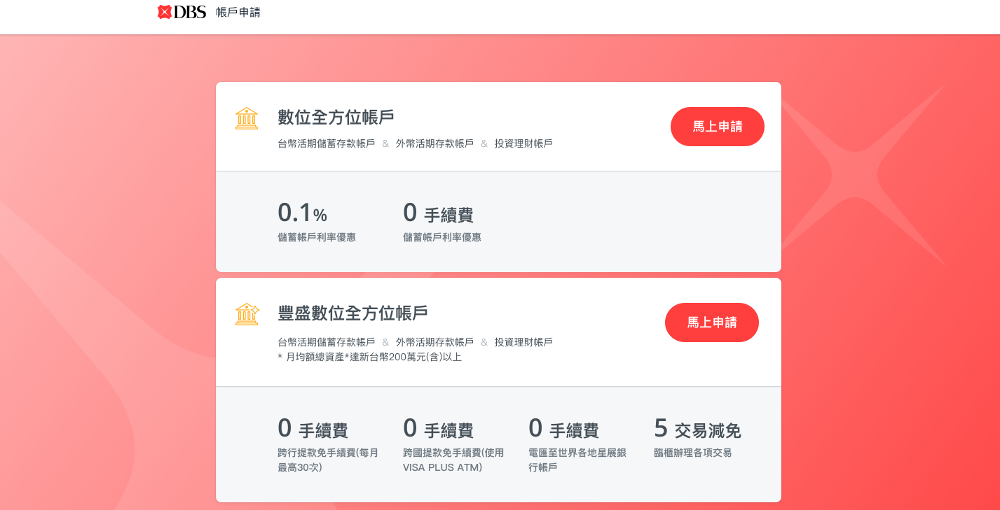 DBS 帳戶申請
數位全方位帳戶
馬上申請
台幣活期儲蓄存款帳戶 & 外幣活期存款帳戶 & 投資理財帳戶
0.1% 0 手續費
儲蓄帳戶利率優惠 儲蓄帳戶利率優惠
豐盛數位全方位帳戶
馬上申請
台幣活期儲蓄存款帳戶 & 外幣活期存款帳戶 & 投資理財帳戶
* 月均額總資產*達新台幣200萬元(含)以上
0 手續費
跨行提款免手續費(每月
最高30次)
0 手續費
跨國提款免手續費(使用
VISA PLUS ATM)
0 手續費
電匯至世界各地星展銀
行帳戶
5 交易減免
臨櫃辦理各項交易